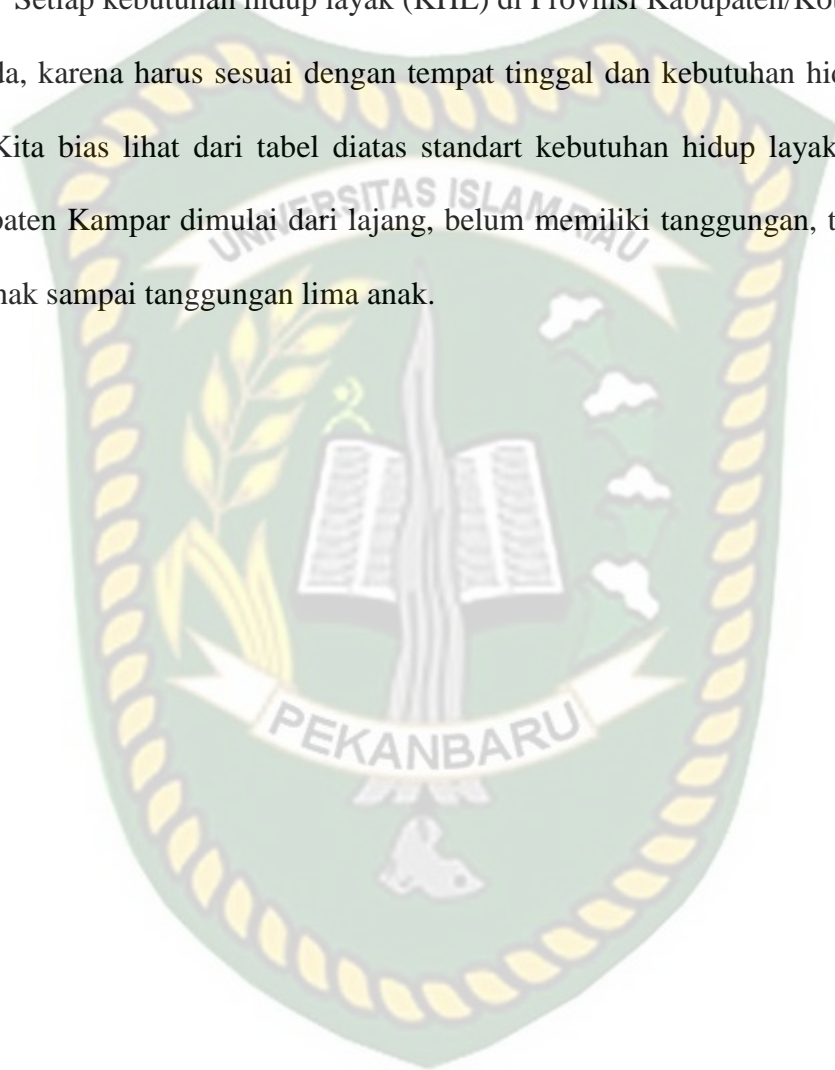 Setiap kebutuhan hidup layak (KHL) di Provinsi Kabupaten/Ko
da, karena harus sesuai dengan tempat tinggal dan kebutuhan hi
Kita bias lihat dari tabel diatas standart kebutuhan hidup layak
paten Kampar dimulai dari lajang, belum memiliki tanggungan, t
nak sampai tanggungan lima anak.
UNIVERSITAS ISLAM RIAU
PEKANBARU